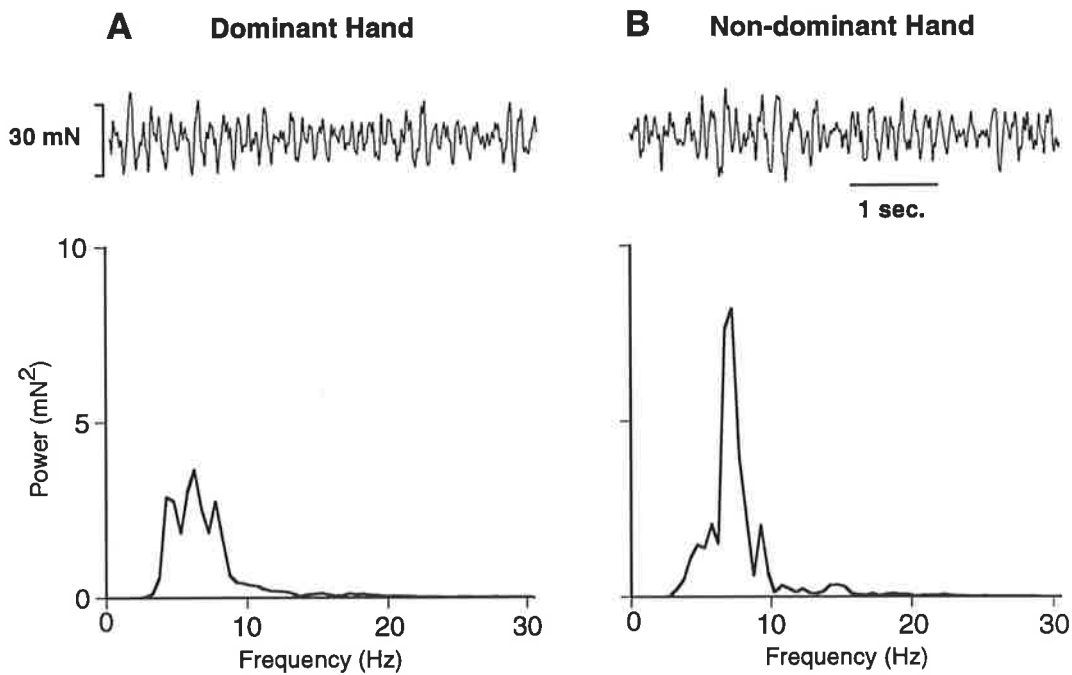 A Dominant Hand
B Non-dominant Hand
30 mN
1 sec.
10
5
0
Power (mN²)
0 10 20 30
Frequency (Hz)
0 10 20 30
Frequency (Hz)